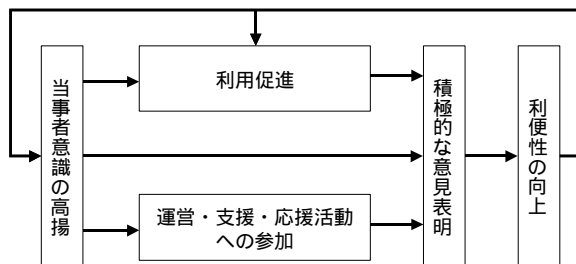 当事者意識の高揚
利用促進
運営・支援・応援活動
への参加
積極的な意見表明
利便性の向上